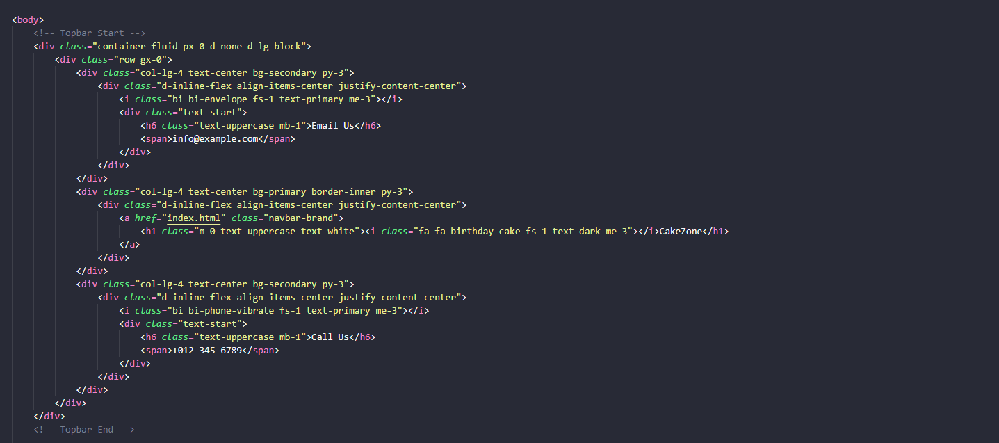 <body>
    <!-- Topbar Start -->
    <div class="container-fluid px-0 d-none d-lg-block">
        <div class="row gx-0">
            <div class="col-lg-4 text-center bg-secondary py-3">
                <div class="d-inline-flex align-items-center justify-content-center">
                    <i class="bi bi-envelope fs-1 text-primary me-3"></i>
                    <div class="text-start">
                        <h6 class="text-uppercase mb-1">Email Us</h6>
                        <span>info@example.com</span>
                    </div>
                </div>
            </div>
            <div class="col-lg-4 text-center bg-primary border-inner py-3">
                <div class="d-inline-flex align-items-center justify-content-center">
                    <a href="index.html" class="navbar-brand">
                        <h1 class="m-0 text-uppercase text-white"><i class="fa fa-birthday-cake fs-1 text-dark me-3"></i>CakeZone</h1>
                    </a>
                </div>
            </div>
            <div class="col-lg-4 text-center bg-secondary py-3">
                <div class="d-inline-flex align-items-center justify-content-center">
                    <i class="bi bi-phone-vibrate fs-1 text-primary me-3"></i>
                    <div class="text-start">
                        <h6 class="text-uppercase mb-1">Call Us</h6>
                        <span>+012 345 6789</span>
                    </div>
                </div>
            </div>
        </div>
    </div>
    <!-- Topbar End -->